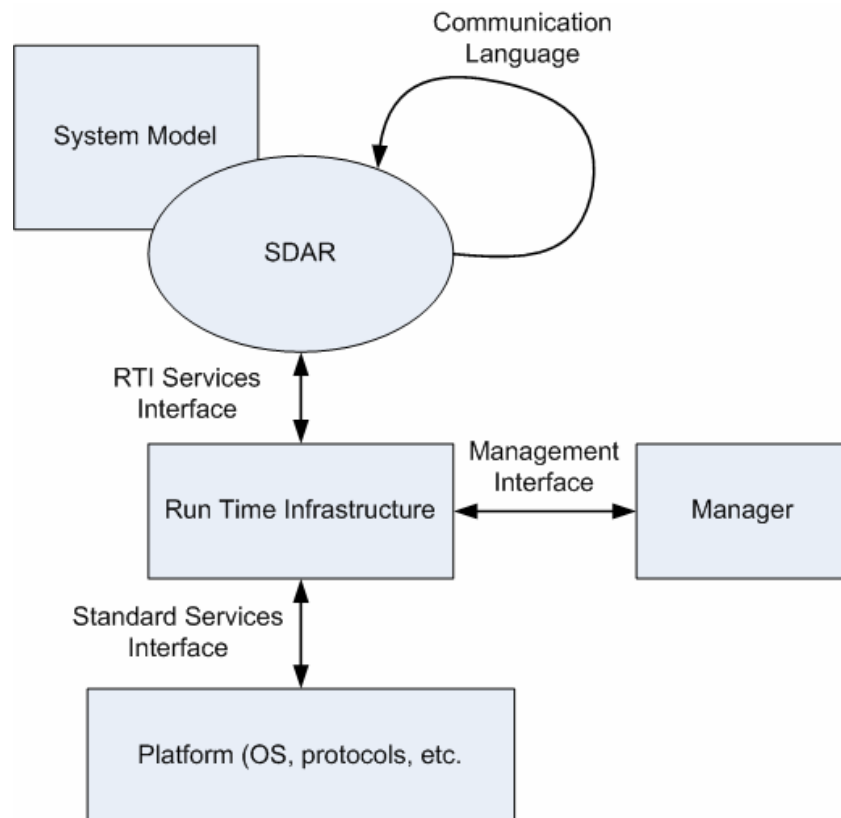 Communication
Language
System Model
SDAR
RTI Services
Interface
Management
Interface
Run Time Infrastructure
Manager
Standard Services
Interface
Platform (OS, protocols, etc.